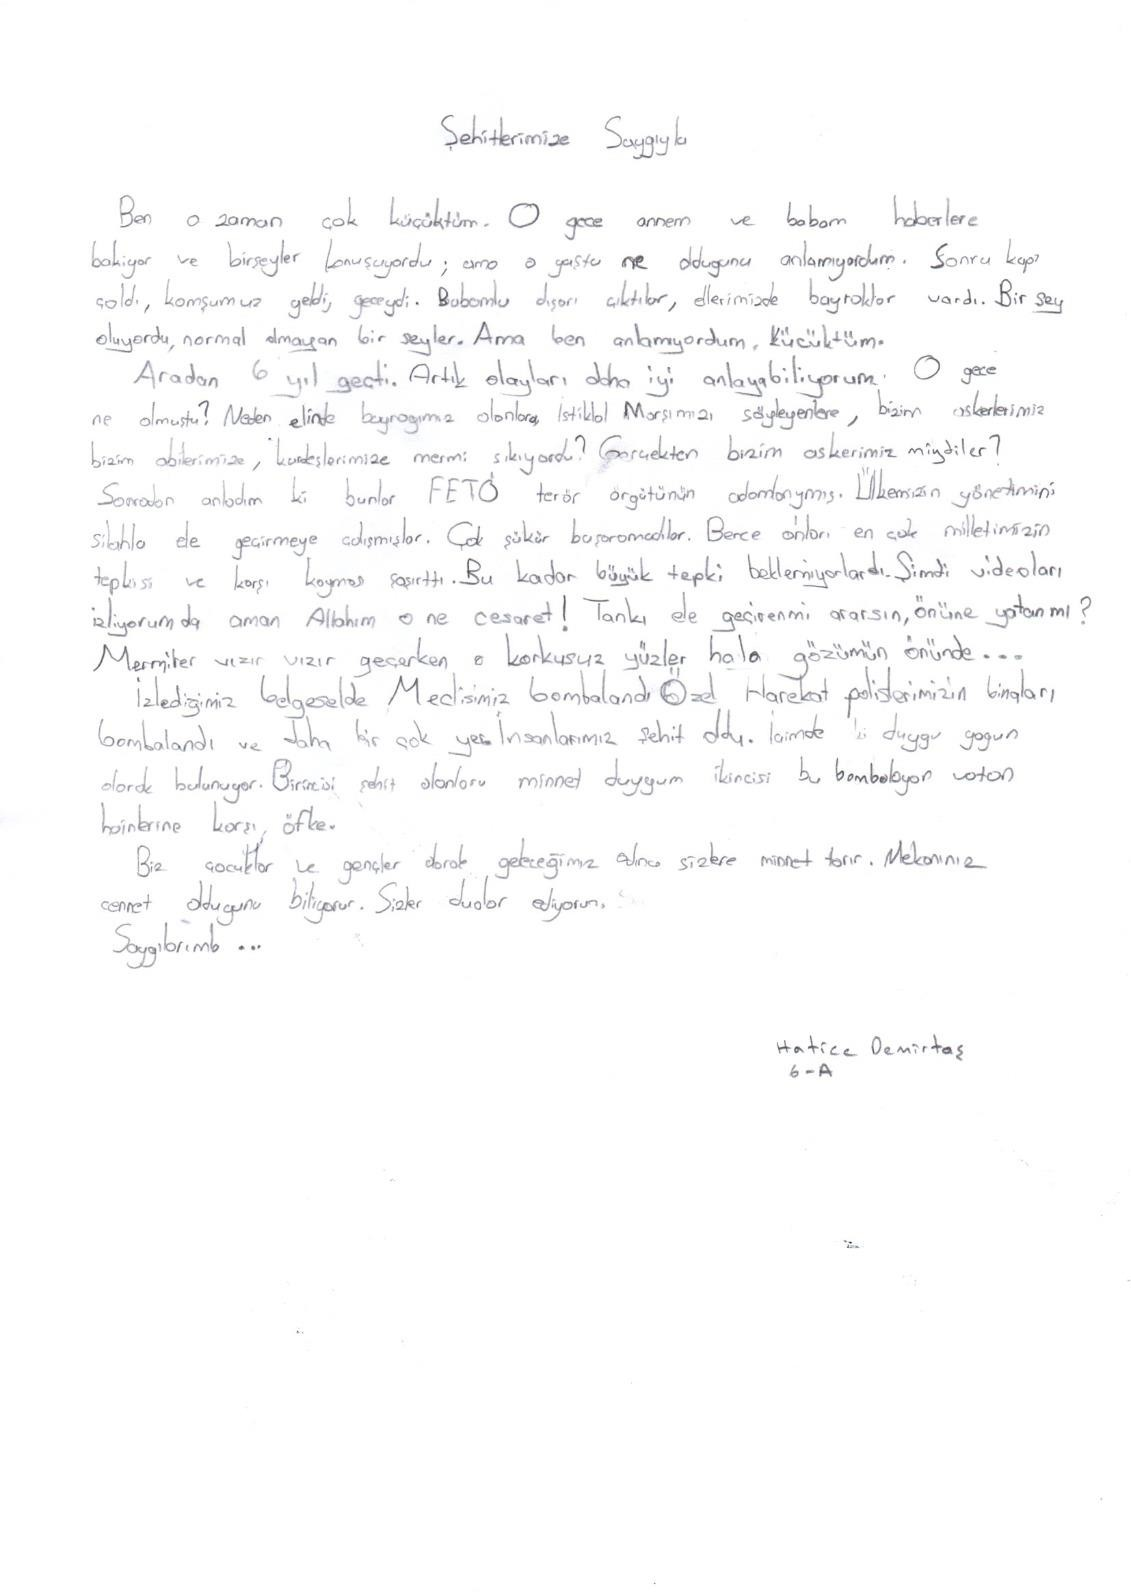 Şehitlerimize Saygıyla
Ben o zaman çok küçüktüm. O gece annem ve babam haberlere
bakıyor ve birşeyler konuşuyordu; ama o yaşta ne olduğunu anlamıyordum. Sonra kapı
çaldı, komşumuz geldi, geceydi. Babamla dışarı çıktılar, ellerimizde bayraklar vardı. Bir şey
oluyordu, normal olmayan bir şeyler. Ama ben anlamıyordum, küçüktüm.
Aradan 6 yıl geçti. Artık olayları daha iyi anlayabiliyorum. O gece
ne olmuştu? Neden elinde bayrağımız olanlara, İstiklal Marşımızı söyleyenlere, bizim askerlerimiz
bizim abilerimize, kardeşlerimize mermi sıkıyordu? Gerçekten bizim askerimiz miydiler?
Sonradan anladım ki bunlar FETÖ terör örgütünün adamlarıymış. Ülkemizin yönetimini
silahla ele geçirmeye çalışmışlar. Çok şükür başaramadılar. Bence onları en çok milletimizin
tepkisi ve karşı koyması şaşırttı. Bu kadar büyük tepki beklemiyorlardı. Şimdi videoları
izliyorum da aman Allahım o ne cesaret! Tankı ele geçirenmi ararsın, önüne yatan mı?
Mermiler vızır vızır geçerken o korkusuz yüzler hala gözümün önünde...
İzlediğimiz belgeselde Meclisimiz bombalandı Özel Harekat polislerimizin binaları
bombalandı ve daha bir çok yer. İnsanlarımız şehit oldu. İçimde iki duygu yoğun
olarak bulunuyor. Birincisi şehit olanlara minnet duygum ikincisi bu bombalayan vatan
hainlerine karşı, öfke.
Biz çocuklar ve gençler olarak geleceğimiz adına sizlere minnettarız. Mekanınız
cennet olduğunu biliyoruz. Sizler dualar ediyorum.
Saygılarımla ...
Hatice Demirtaş
6-A